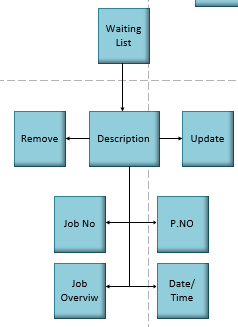 Waiting
List
Remove
Description
Update
Job No
P.NO
Job
Overviw
Date/
Time